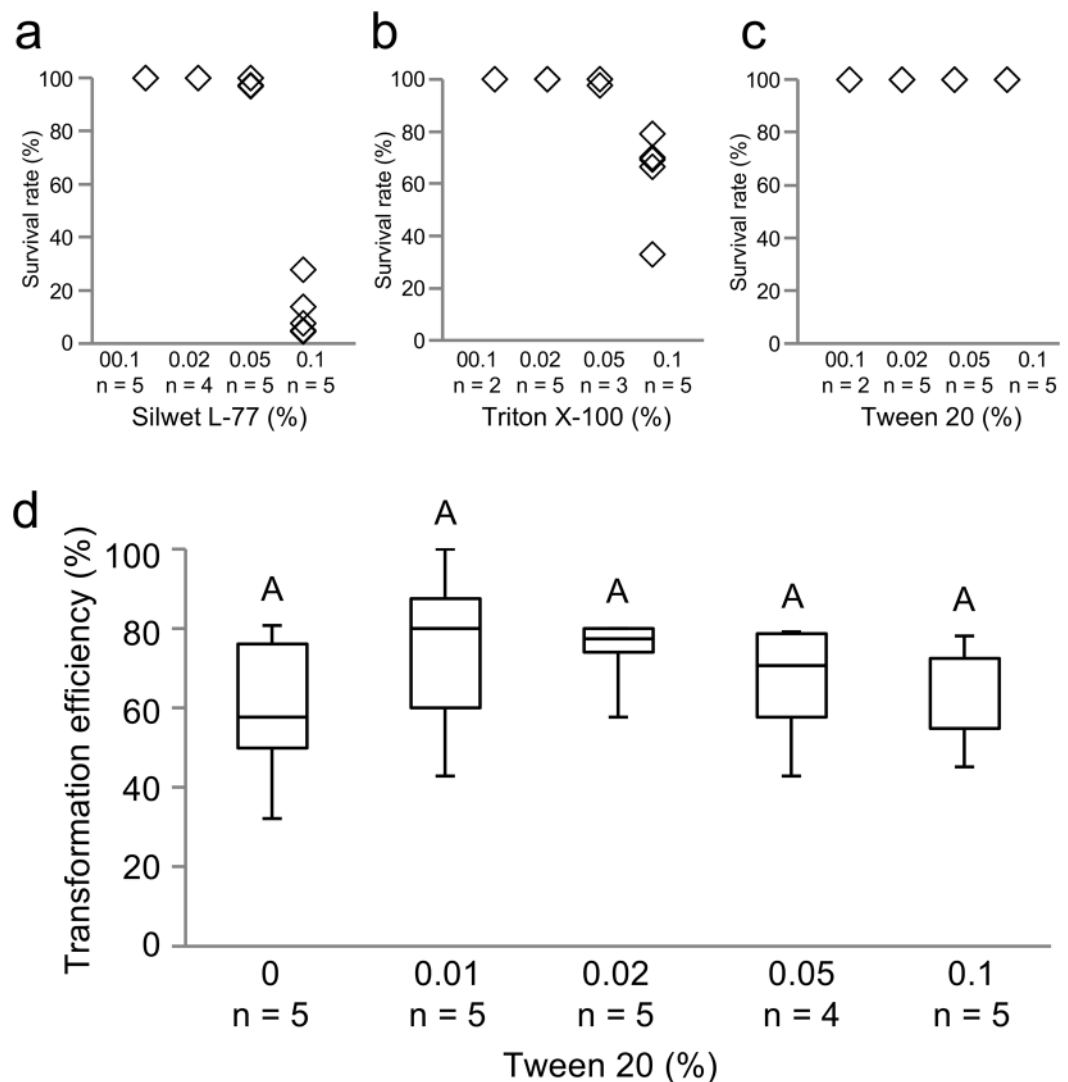 a
b
c
Survival rate (%)
100
80
60
40
20
0
00.1 0.02 0.05 0.1
n = 5 n = 4 n = 5 n = 5
Silwet L-77 (%)
Survival rate (%)
100
80
60
40
20
0
00.1 0.02 0.05 0.1
n = 2 n = 5 n = 3 n = 5
Triton X-100 (%)
Survival rate (%)
100
80
60
40
20
0
00.1 0.02 0.05 0.1
n = 2 n = 5 n = 5 n = 5
Tween 20 (%)
d
Transformation efficiency (%)
100
80
60
40
20
0
A A A A A
0 0.01 0.02 0.05 0.1
n = 5 n = 5 n = 5 n = 4 n = 5
Tween 20 (%)